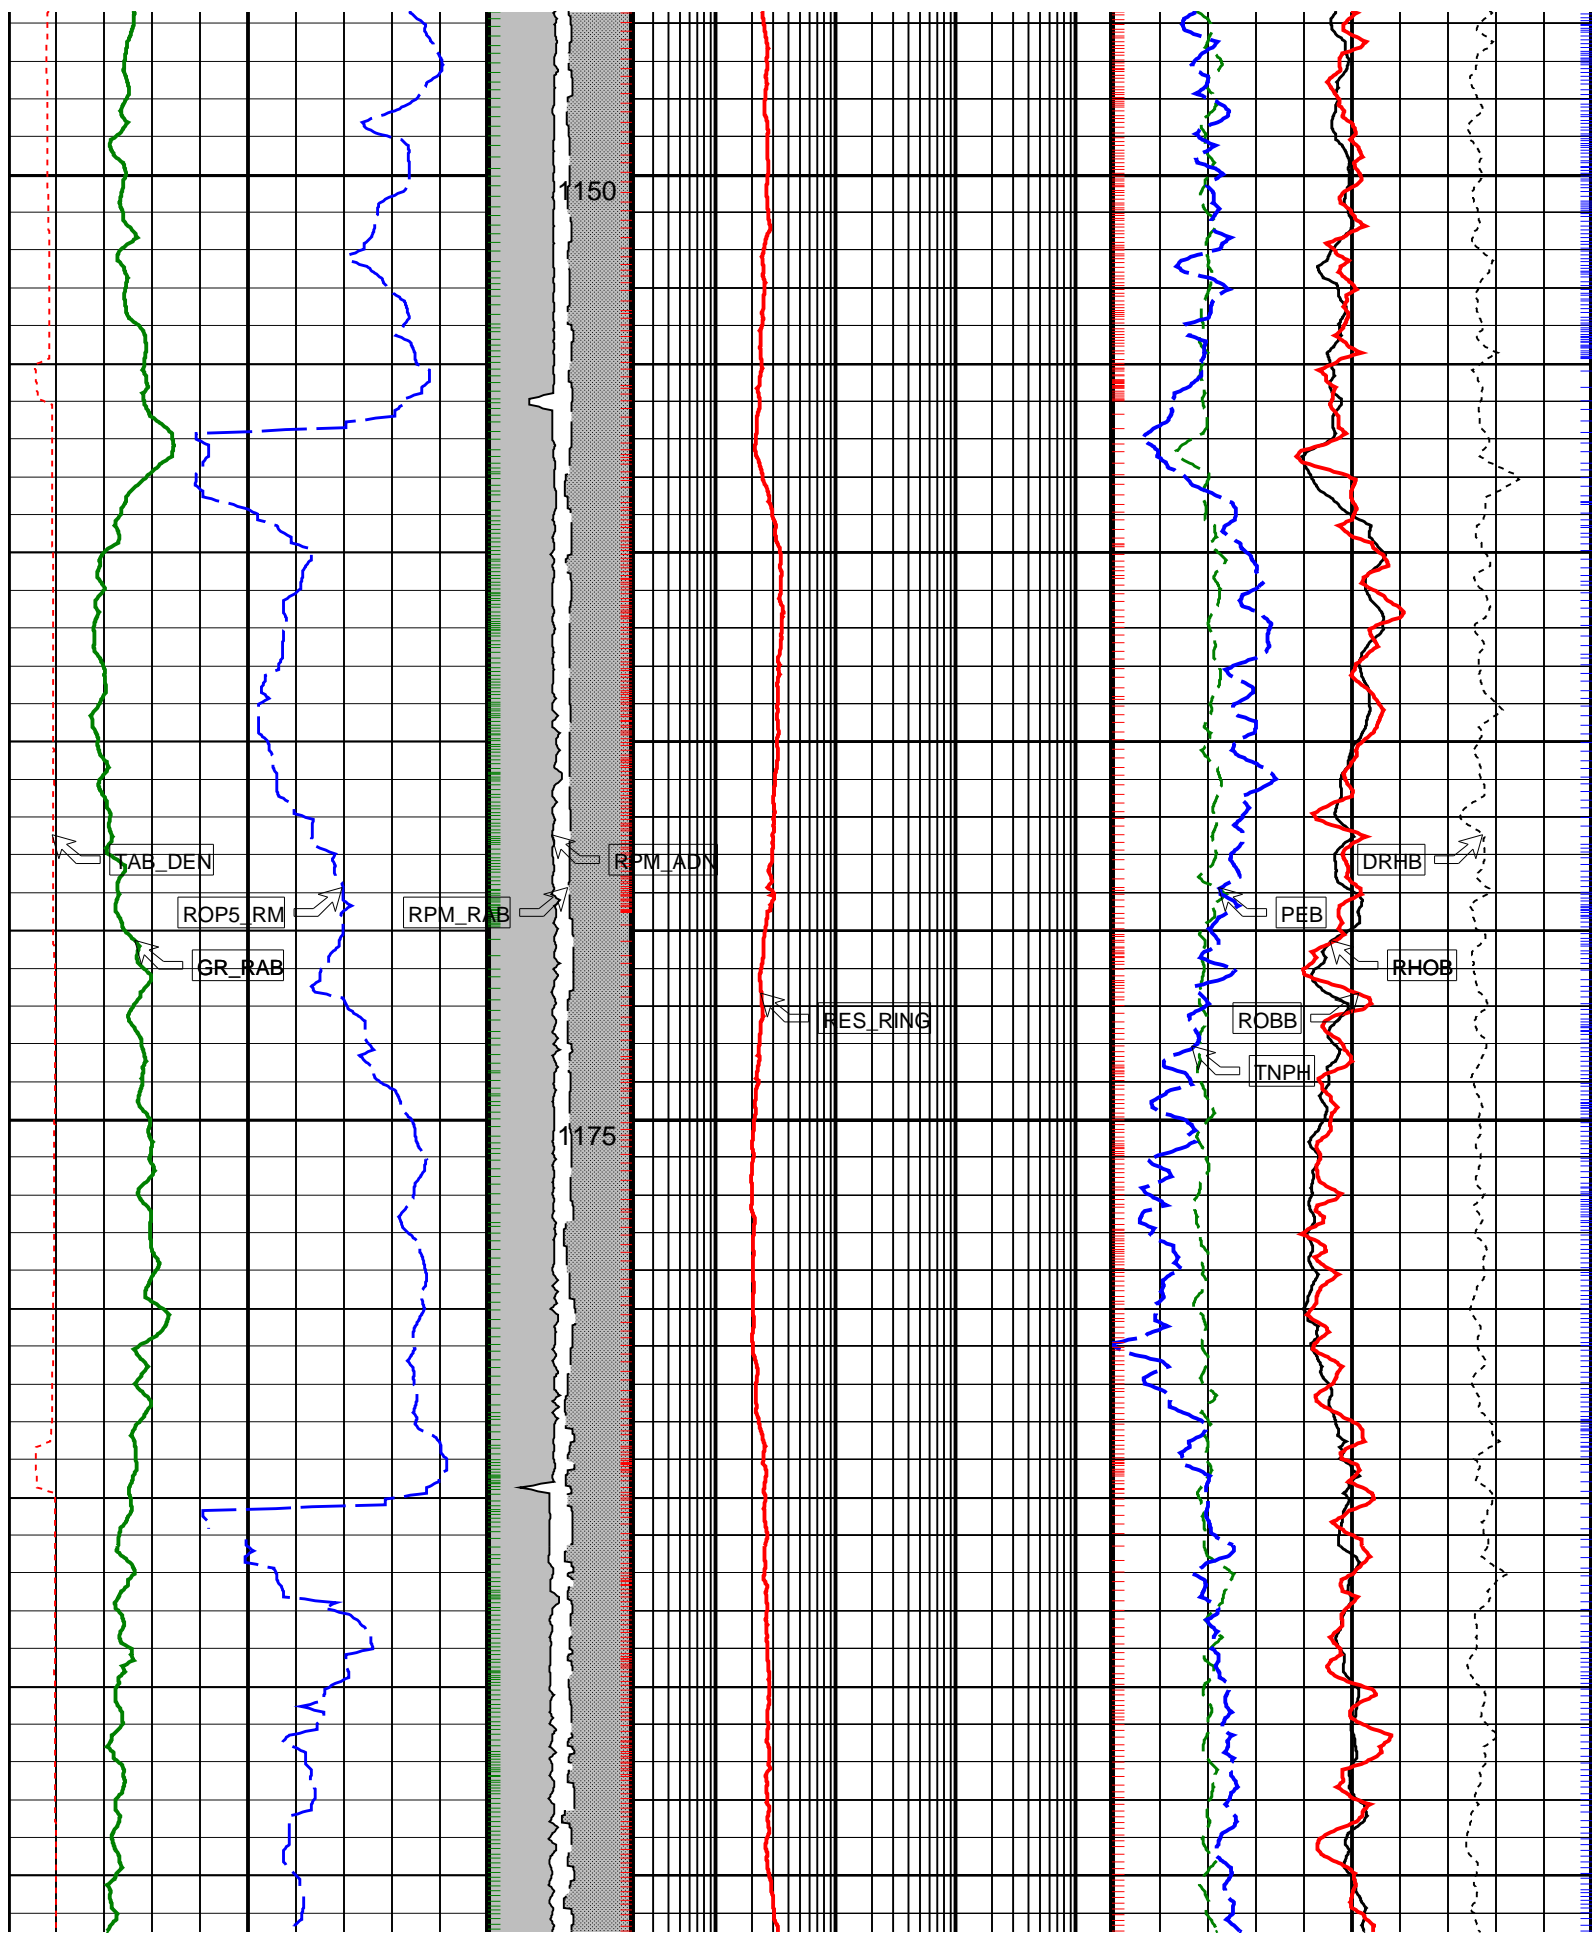 1150
TAB_DEN
RPM_ADN
DRHB
ROP5_RM
RPM_RAB
PEB
GR_RAB
RHOB
RES_RING
ROBB
TNPH
1175